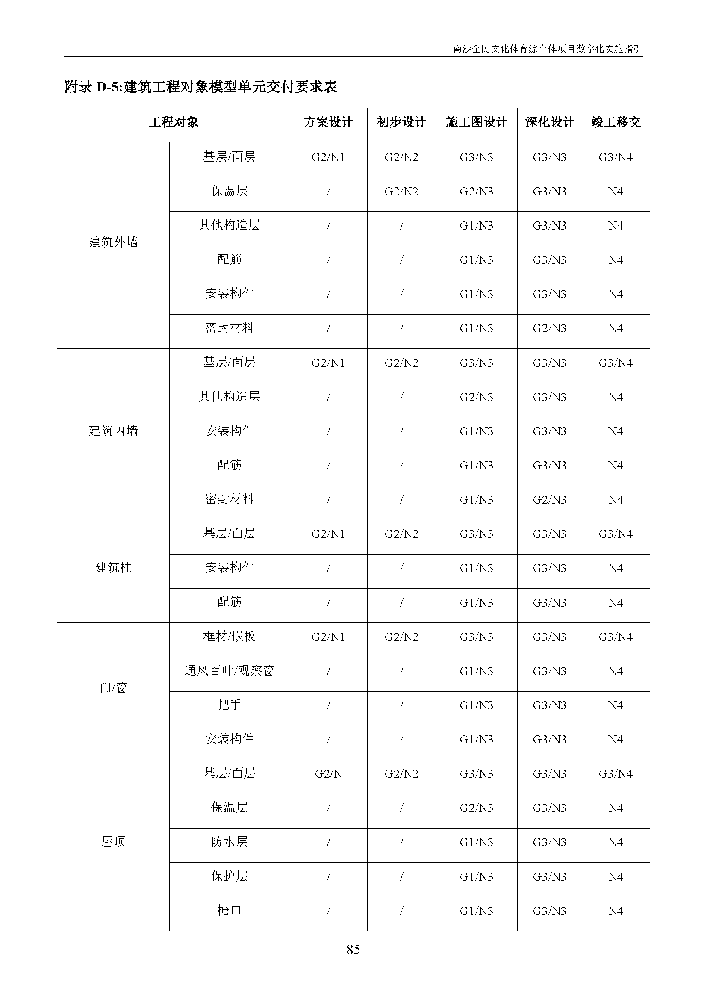 南沙全民文化体育综合体项目数字化实施指引
附录 D-5:建筑工程对象模型单元交付要求表
工程对象 方案设计 初步设计 施工图设计 深化设计 竣工移交
建筑外墙
基层/面层 G2/N1 G2/N2 G3/N3 G3/N3 G3/N4
保温层 / G2/N2 G2/N3 G3/N3 N4
其他构造层 / / G1/N3 G3/N3 N4
配筋 / / G1/N3 G3/N3 N4
安装构件 / / G1/N3 G3/N3 N4
密封材料 / / G1/N3 G2/N3 N4
建筑内墙
基层/面层 G2/N1 G2/N2 G3/N3 G3/N3 G3/N4
其他构造层 / / G2/N3 G3/N3 N4
安装构件 / / G1/N3 G3/N3 N4
配筋 / / G1/N3 G3/N3 N4
密封材料 / / G1/N3 G2/N3 N4
建筑柱
基层/面层 G2/N1 G2/N2 G3/N3 G3/N3 G3/N4
安装构件 / / G1/N3 G3/N3 N4
配筋 / / G1/N3 G3/N3 N4
门/窗
框材/嵌板 G2/N1 G2/N2 G3/N3 G3/N3 G3/N4
通风百叶/观察窗 / / G1/N3 G3/N3 N4
把手 / / G1/N3 G3/N3 N4
安装构件 / / G1/N3 G3/N3 N4
屋顶
基层/面层 G2/N G2/N2 G3/N3 G3/N3 G3/N4
保温层 / / G2/N3 G3/N3 N4
防水层 / / G1/N3 G3/N3 N4
保护层 / / G1/N3 G3/N3 N4
檐口 / / G1/N3 G3/N3 N4
85